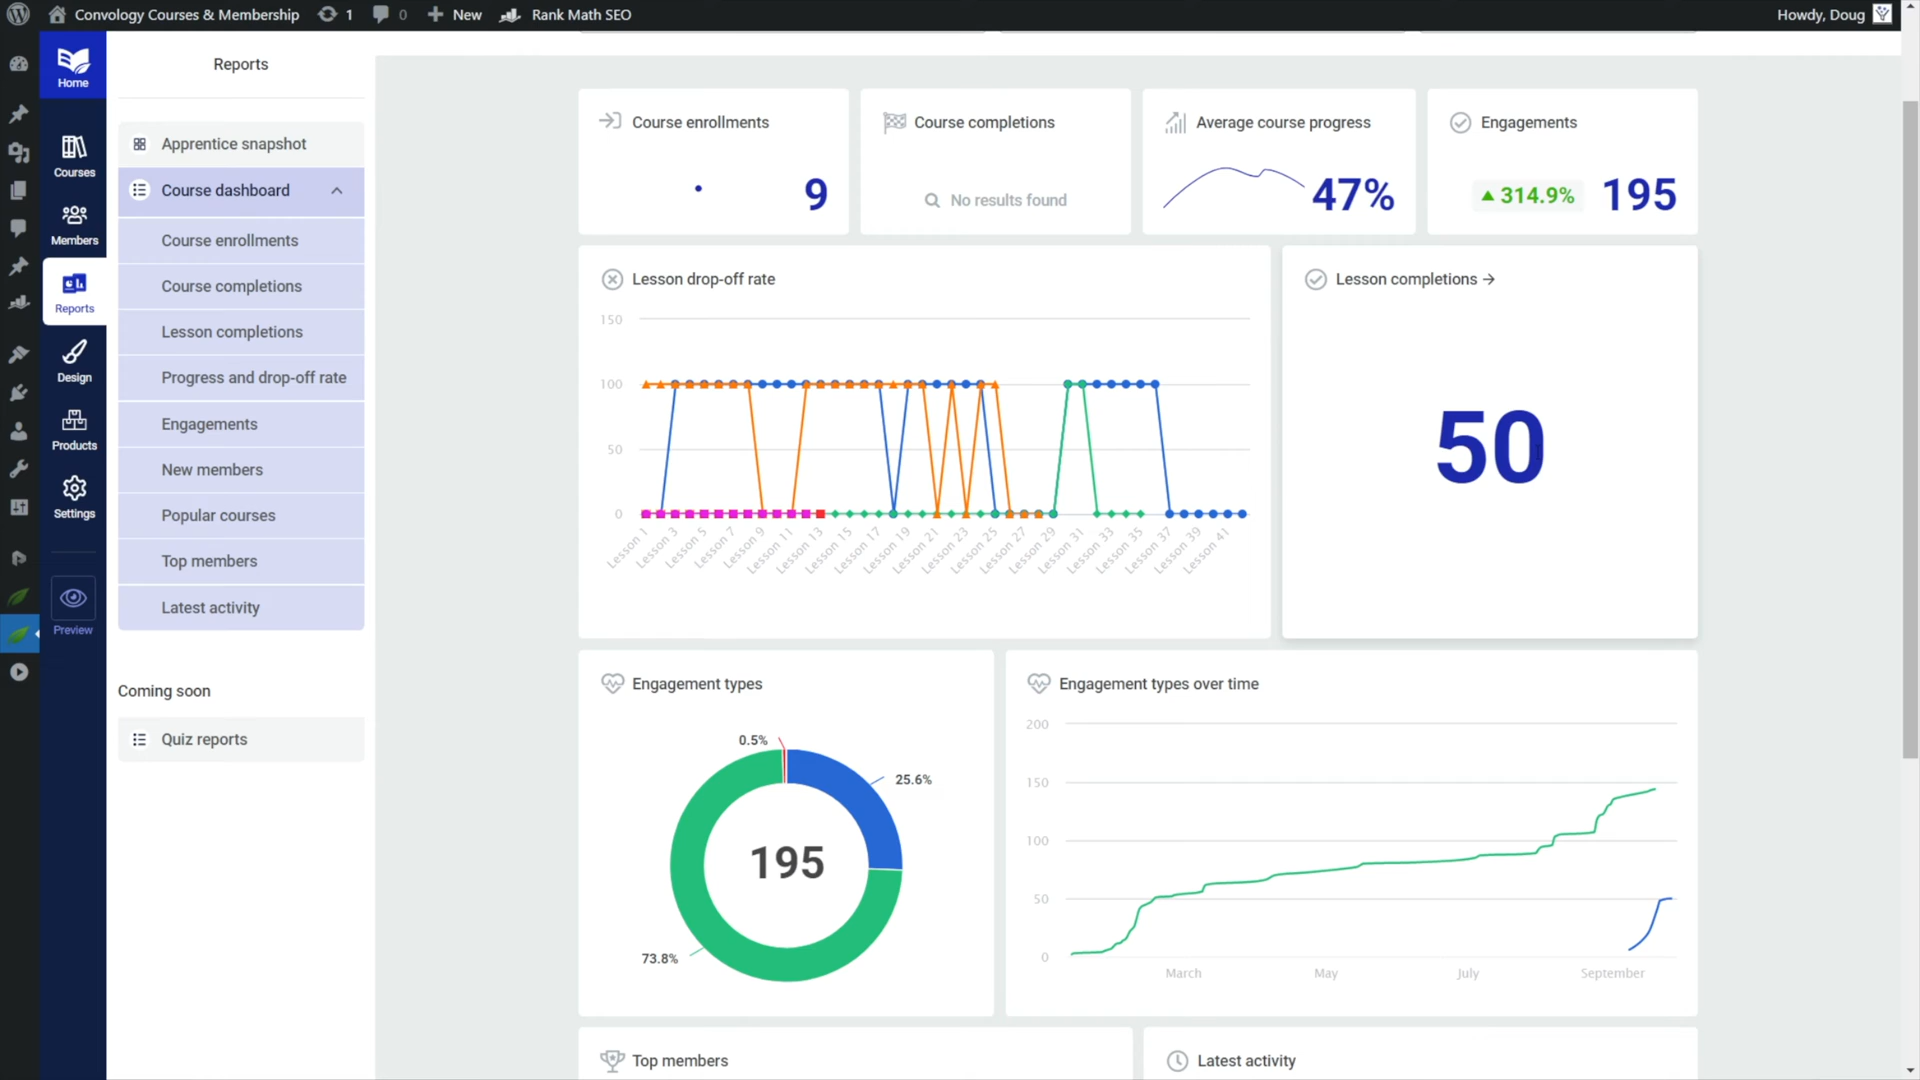 Convology Courses & Membership
1
0
New
Rank Math SEO
Howdy, Doug
Home
Courses
Members
Reports
Design
Products
Settings
Preview
Reports
Apprentice snapshot
Course dashboard
Course enrollments
Course completions
Lesson completions
Progress and drop-off rate
Engagements
New members
Popular courses
Top members
Latest activity
Coming soon
Quiz reports
Course enrollments
9
Course completions
No results found
Average course progress
47%
Engagements
314.9%
195
Lesson drop-off rate
150
100
50
0
Lesson 1
Lesson 3
Lesson 5
Lesson 7
Lesson 9
Lesson 11
Lesson 13
Lesson 15
Lesson 17
Lesson 19
Lesson 21
Lesson 23
Lesson 25
Lesson 27
Lesson 29
Lesson 31
Lesson 33
Lesson 35
Lesson 37
Lesson 39
Lesson 41
Lesson completions →
50
Engagement types
0.5%
25.6%
195
73.8%
Engagement types over time
200
150
100
50
0
March
May
July
September
Top members
Latest activity